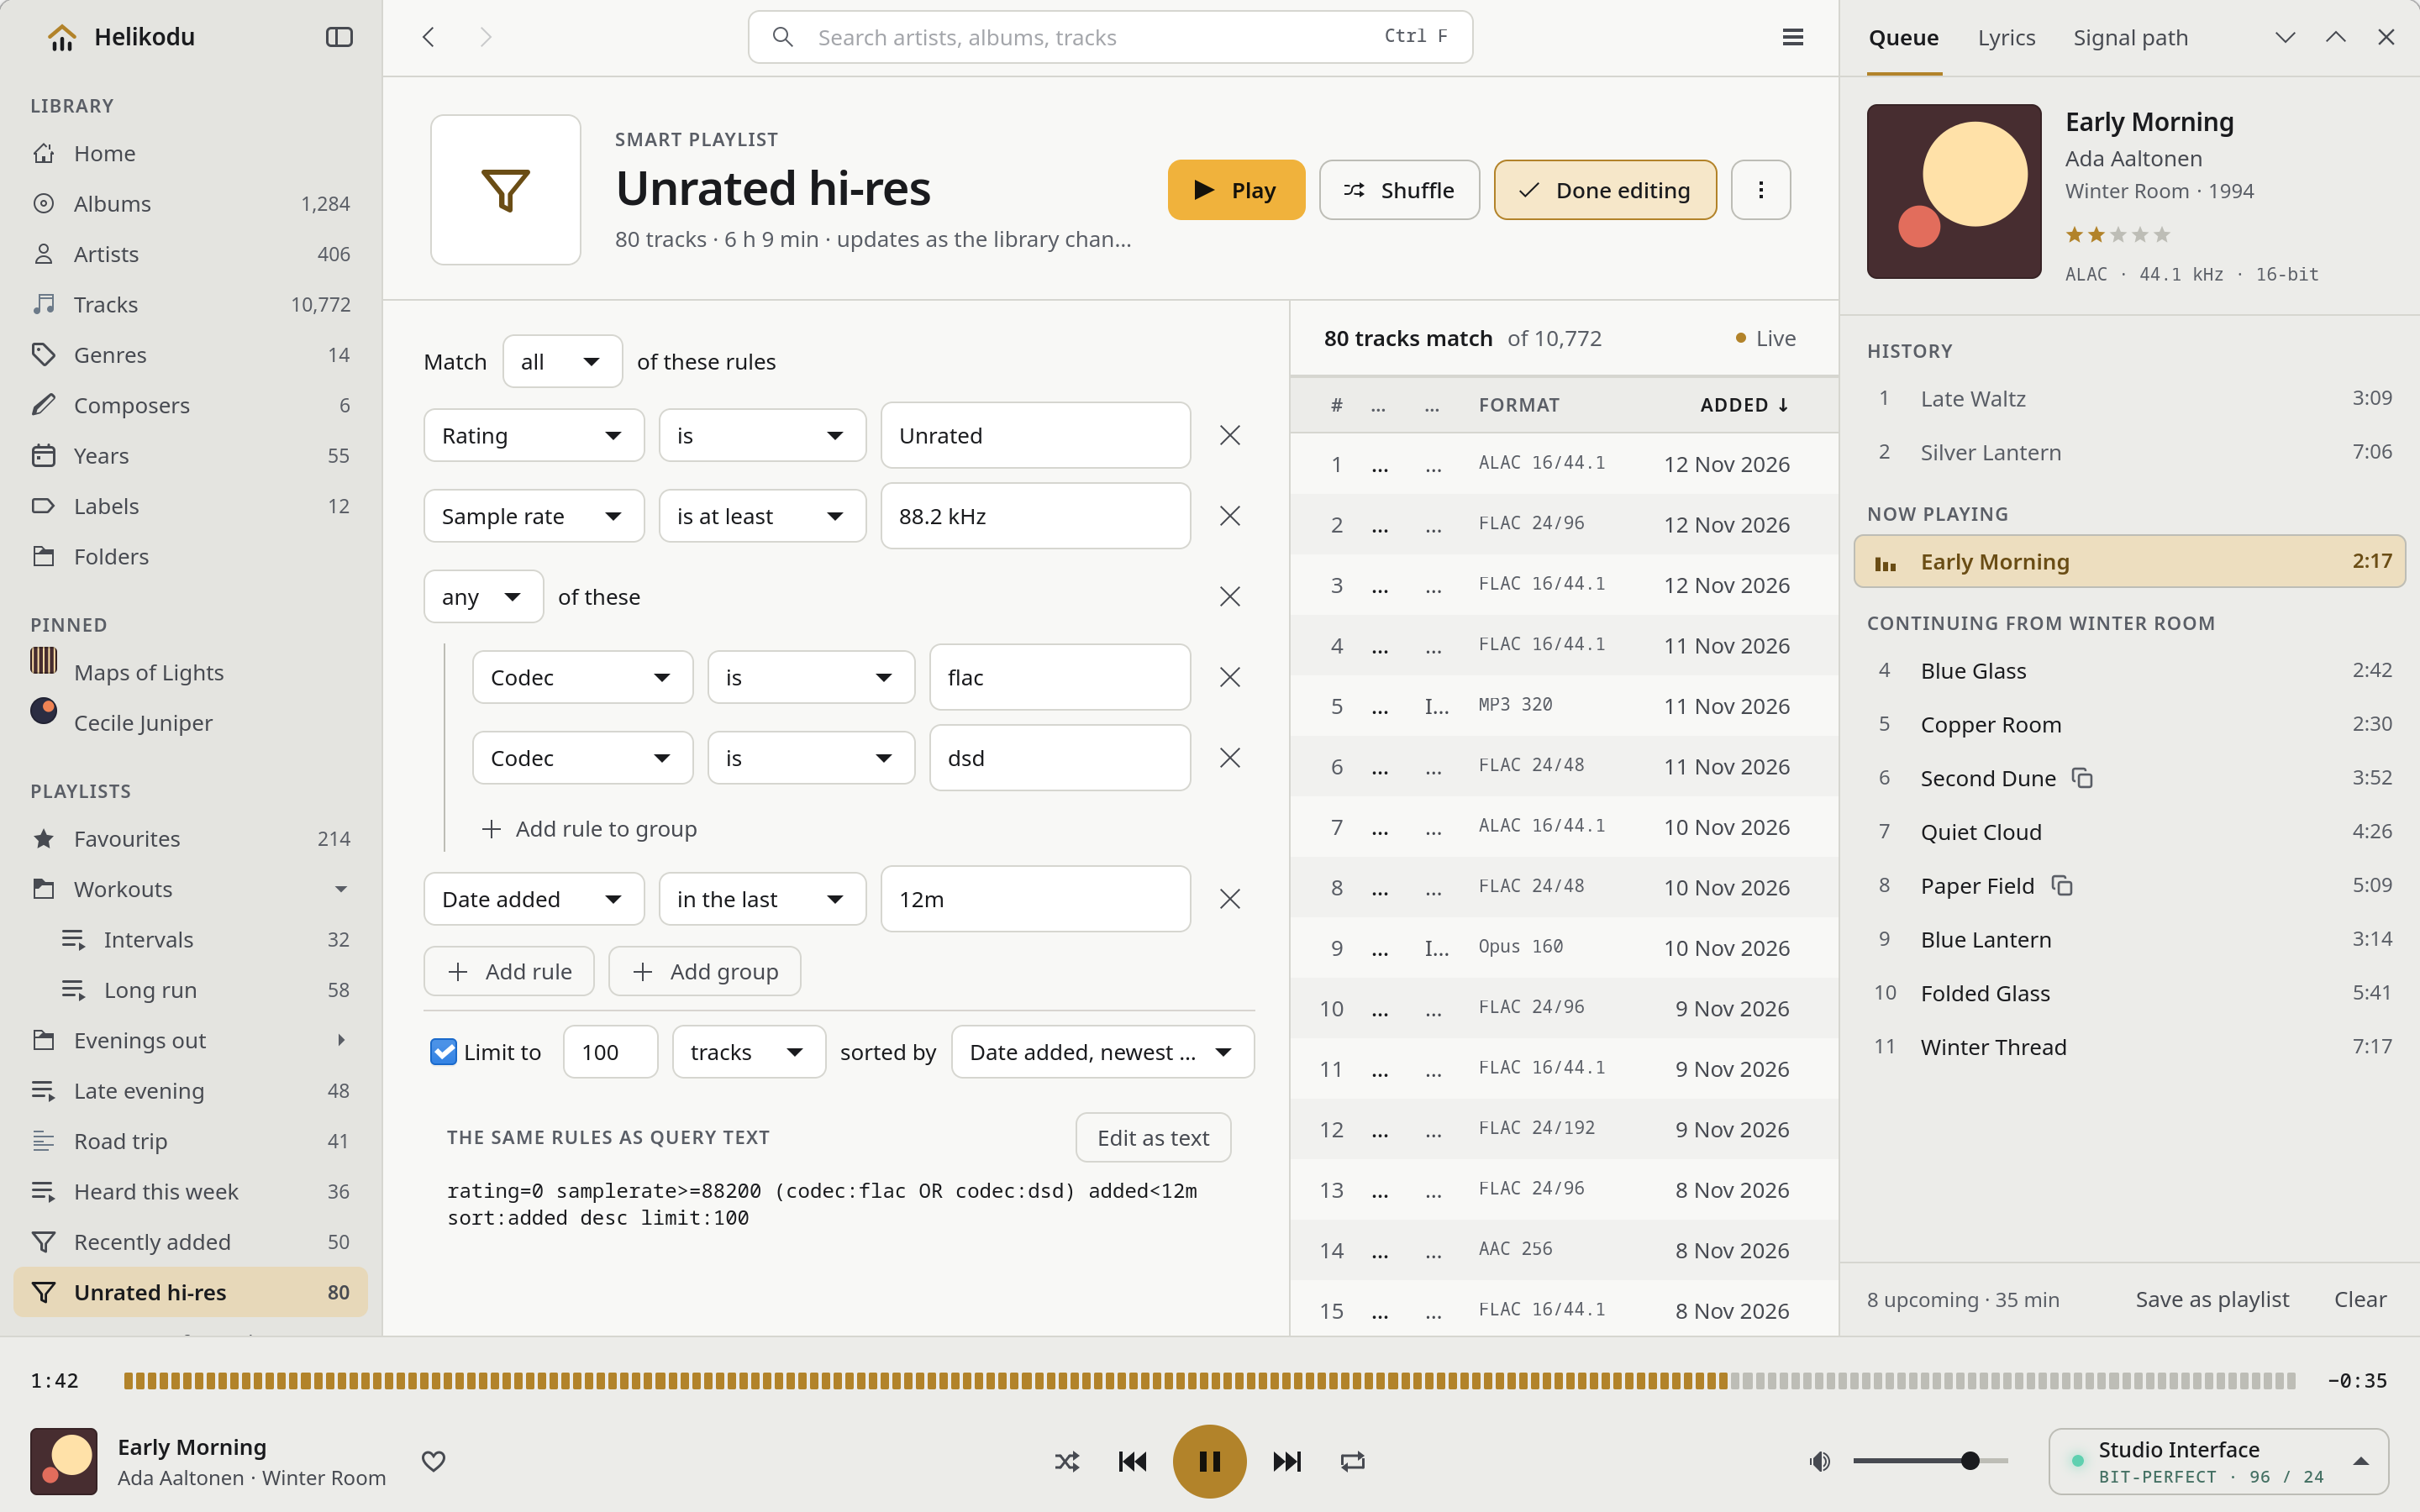 Helikodu
LIBRARY
Home
Albums 1,284
Artists 406
Tracks 10,772
Genres 14
Composers 6
Years 55
Labels 12
Folders
PINNED
Maps of Lights
Cecile Juniper
PLAYLISTS
Favourites 214
Workouts
Intervals 32
Long run 58
Evenings out
Late evening 48
Road trip 41
Heard this week 36
Recently added 50
Unrated hi-res 80
Search artists, albums, tracks Ctrl F
SMART PLAYLIST
Unrated hi-res
80 tracks · 6 h 9 min · updates as the library chan...
Play
Shuffle
Done editing
Match all of these rules
Rating is Unrated
Sample rate is at least 88.2 kHz
any of these
Codec is flac
Codec is dsd
Add rule to group
Date added in the last 12m
Add rule Add group
Limit to 100 tracks sorted by Date added, newest ...
THE SAME RULES AS QUERY TEXT Edit as text
rating=0 samplerate>=88200 (codec:flac OR codec:dsd) added<12m
sort:added desc limit:100
80 tracks match of 10,772 Live
# ... ... FORMAT ADDED ↓
1 ... ... ALAC 16/44.1 12 Nov 2026
2 ... ... FLAC 24/96 12 Nov 2026
3 ... ... FLAC 16/44.1 12 Nov 2026
4 ... ... FLAC 16/44.1 11 Nov 2026
5 ... I... MP3 320 11 Nov 2026
6 ... ... FLAC 24/48 11 Nov 2026
7 ... ... ALAC 16/44.1 10 Nov 2026
8 ... ... FLAC 24/48 10 Nov 2026
9 ... I... Opus 160 10 Nov 2026
10 ... ... FLAC 24/96 9 Nov 2026
11 ... ... FLAC 16/44.1 9 Nov 2026
12 ... ... FLAC 24/192 9 Nov 2026
13 ... ... FLAC 24/96 8 Nov 2026
14 ... ... AAC 256 8 Nov 2026
15 ... ... FLAC 16/44.1 8 Nov 2026
Queue Lyrics Signal path
Early Morning
Ada Aaltonen
Winter Room · 1994
ALAC · 44.1 kHz · 16-bit
HISTORY
1 Late Waltz 3:09
2 Silver Lantern 7:06
NOW PLAYING
Early Morning 2:17
CONTINUING FROM WINTER ROOM
4 Blue Glass 2:42
5 Copper Room 2:30
6 Second Dune 3:52
7 Quiet Cloud 4:26
8 Paper Field 5:09
9 Blue Lantern 3:14
10 Folded Glass 5:41
11 Winter Thread 7:17
8 upcoming · 35 min Save as playlist Clear
1:42 −0:35
Early Morning
Ada Aaltonen · Winter Room
Studio Interface
BIT-PERFECT · 96 / 24